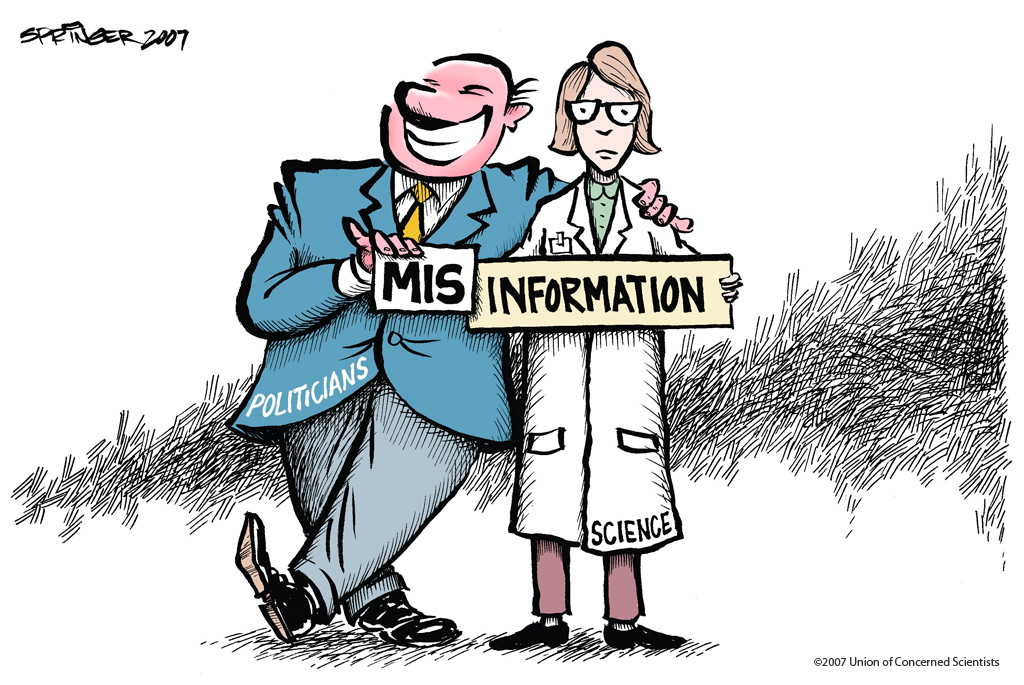 SPRINGER 2007
MIS
INFORMATION
POLITICIANS
SCIENCE
©2007 Union of Concerned Scientists